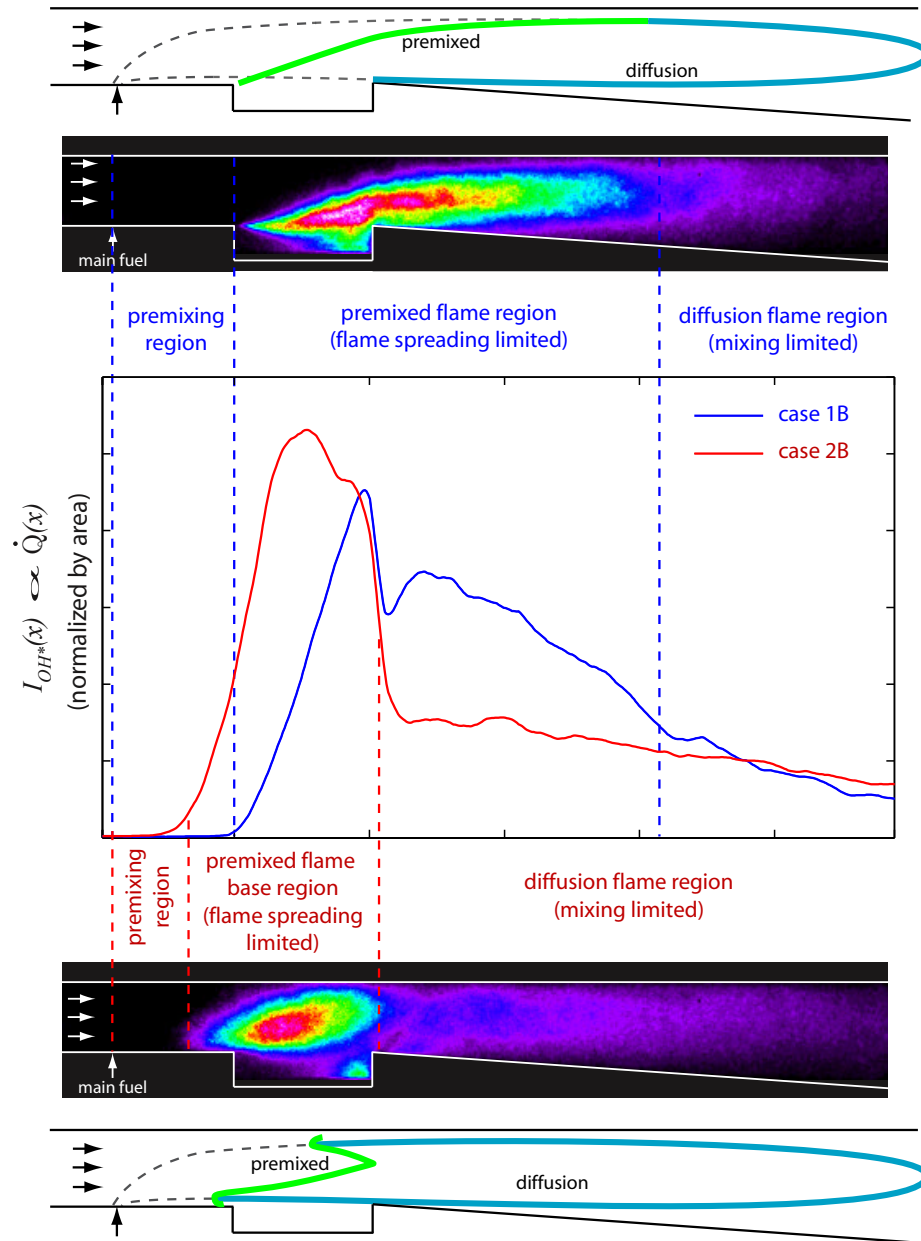 premixed
diffusion
main fuel
premixing
region
premixed flame region
(flame spreading limited)
diffusion flame region
(mixing limited)
case 1B
case 2B
I_{OH*}(x) ∝ Q̇(x)
(normalized by area)
premixing
region
premixed flame
base region
(flame spreading
limited)
diffusion flame region
(mixing limited)
main fuel
premixed
diffusion